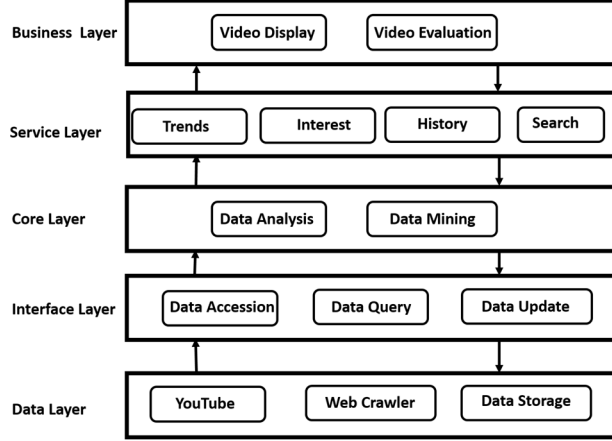 Business Layer
Video Display
Video Evaluation
Service Layer
Trends
Interest
History
Search
Core Layer
Data Analysis
Data Mining
Interface Layer
Data Accession
Data Query
Data Update
Data Layer
YouTube
Web Crawler
Data Storage